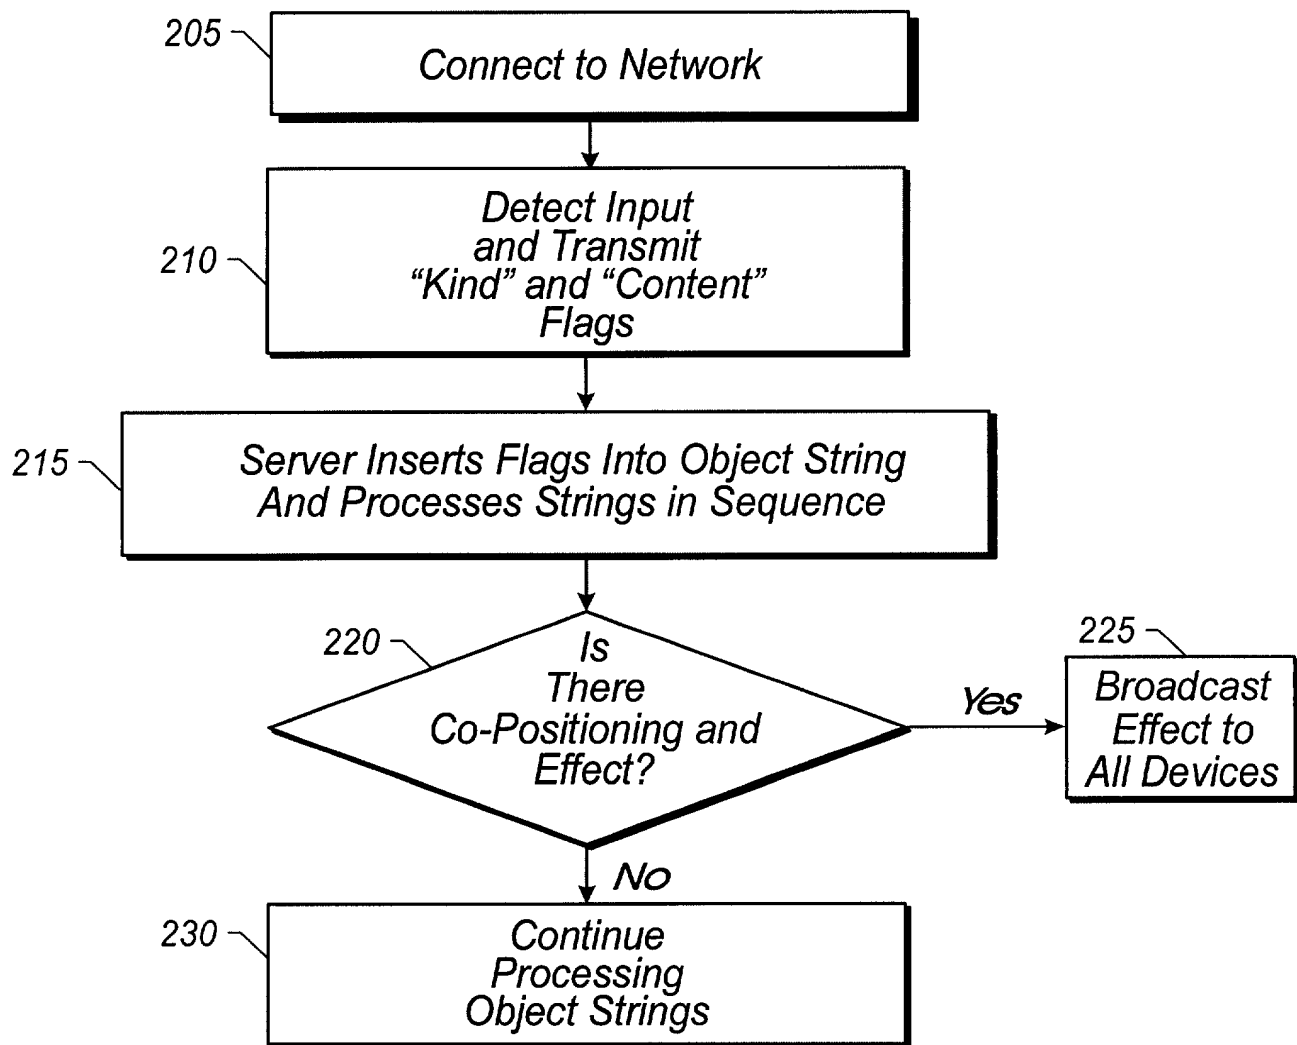 205
Connect to Network
210
Detect Input
and Transmit
“Kind” and “Content”
Flags
215
Server Inserts Flags Into Object String
And Processes Strings in Sequence
220
Is
There
Co-Positioning and
Effect?
Yes
225
Broadcast
Effect to
All Devices
No
230
Continue
Processing
Object Strings